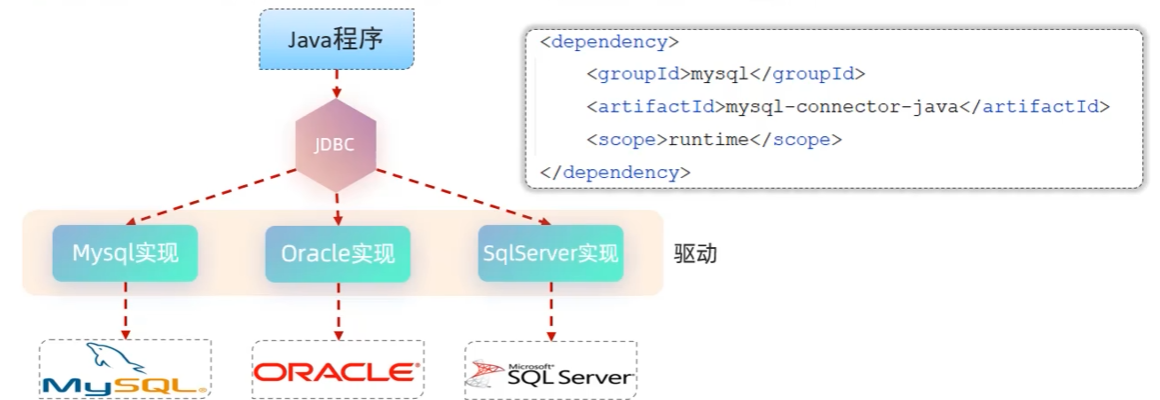 Java程序
<dependency>
<groupId>mysql</groupId>
<artifactId>mysql-connector-java</artifactId>
<scope>runtime</scope>
</dependency>
JDBC
Mysql实现
Oracle实现
SqlServer实现
驱动
MySQL®
ORACLE®
Microsoft®
SQL Server